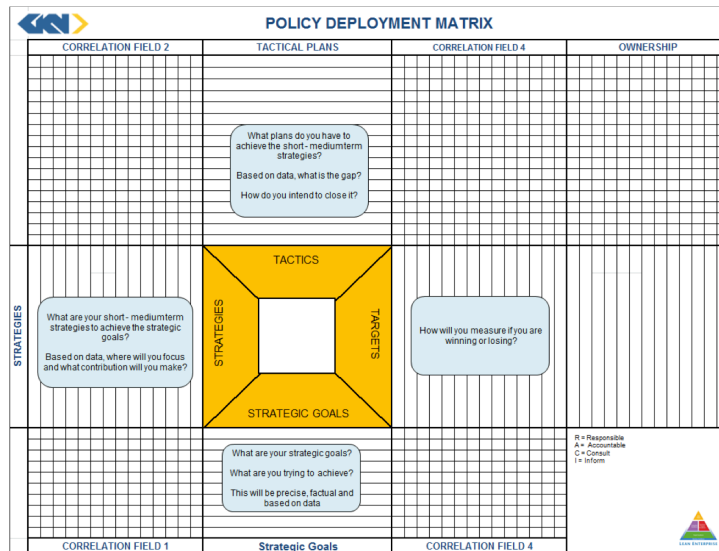 GKN
POLICY DEPLOYMENT MATRIX
CORRELATION FIELD 2
TACTICAL PLANS
CORRELATION FIELD 4
OWNERSHIP
What plans do you have to
achieve the short - mediumterm
strategies?
Based on data, what is the gap?
How do you intend to close it?
STRATEGIES
What are your short - mediumterm
strategies to achieve the strategic
goals?
Based on data, where will you focus
and what contribution will you make?
TACTICS
STRATEGIES
TARGETS
STRATEGIC GOALS
How will you measure if you are
winning or losing?
What are your strategic goals?
What are you trying to achieve?
This will be precise, factual and
based on data
R = Responsible
A = Accountable
C = Consult
I = Inform
CORRELATION FIELD 1
Strategic Goals
CORRELATION FIELD 4
LEAN ENTERPRISE